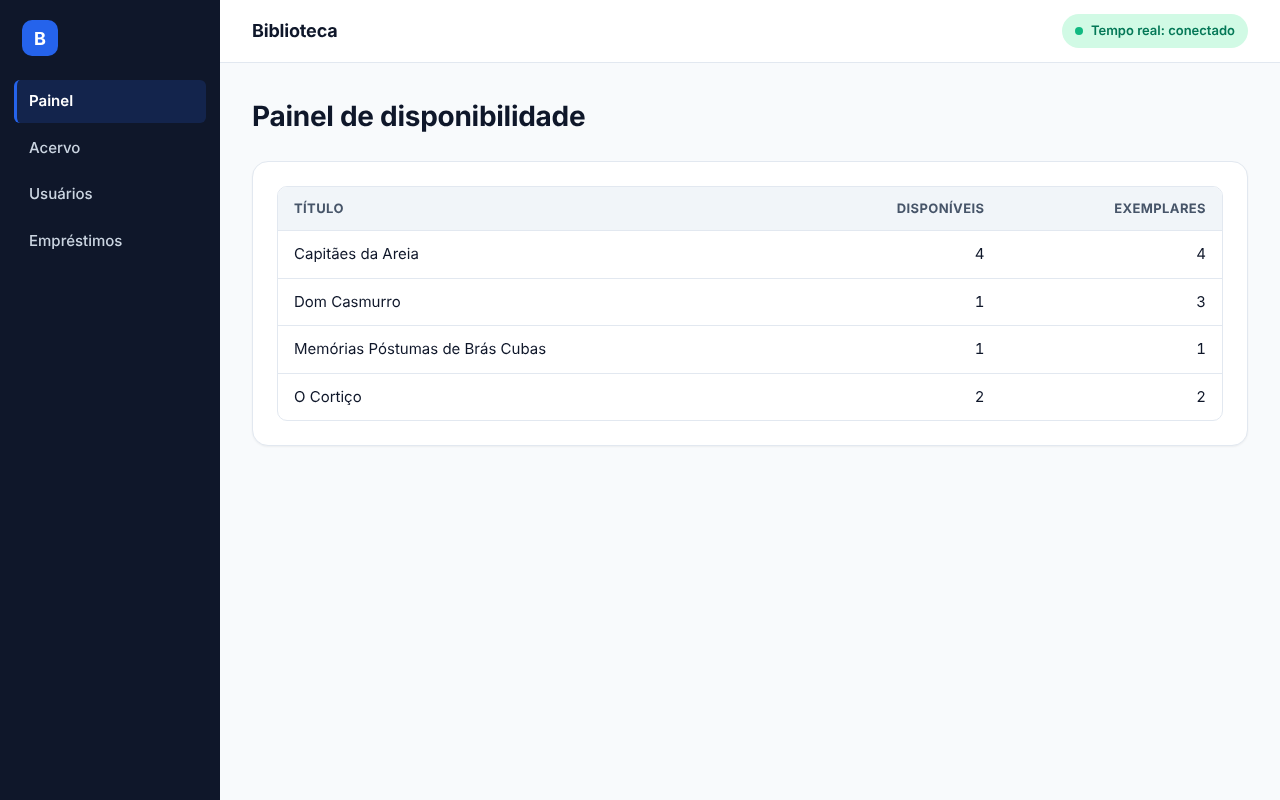 B
Painel
Acervo
Usuários
Empréstimos
Biblioteca
Tempo real: conectado
Painel de disponibilidade
TÍTULO DISPONÍVEIS EXEMPLARES
Capitães da Areia 4 4
Dom Casmurro 1 3
Memórias Póstumas de Brás Cubas 1 1
O Cortiço 2 2